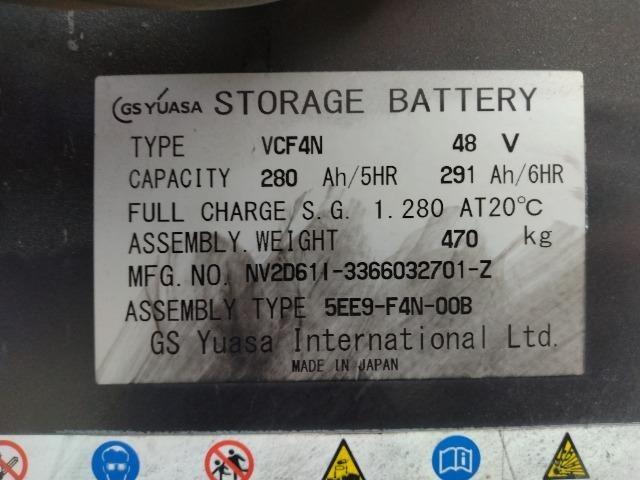 GS YUASA STORAGE BATTERY
TYPE VCF4N 48 V
CAPACITY 280 Ah/5HR 291 Ah/6HR
FULL CHARGE S.G. 1.280 AT20℃
ASSEMBLY.WEIGHT 470 kg
MFG.NO. NV2D61I-3366032701-Z
ASSEMBLY TYPE 5EE9-F4N-00B
GS Yuasa International Ltd.
MADE IN JAPAN